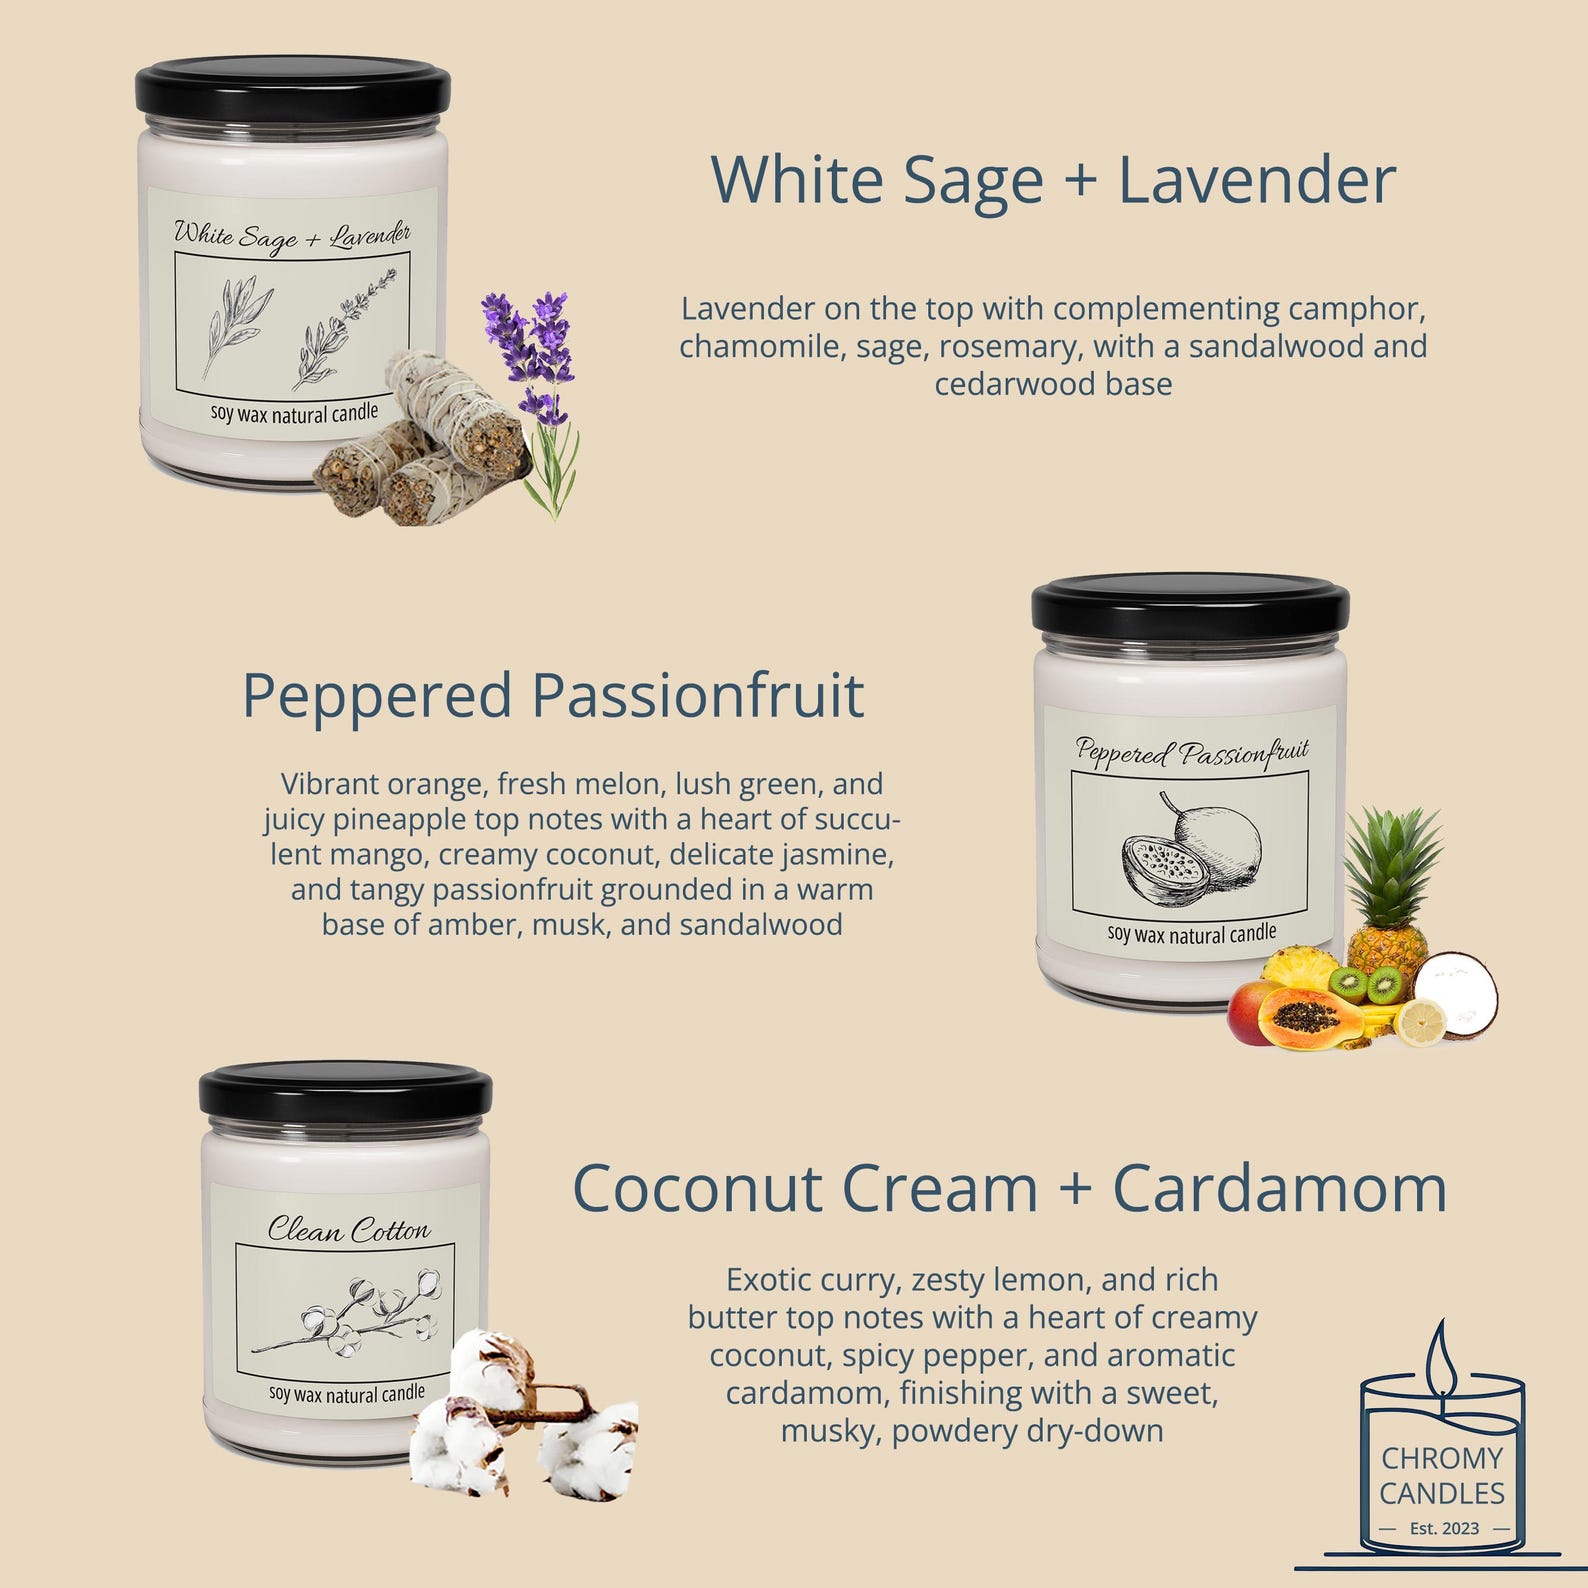 White Sage + Lavender
soy wax natural candle
White Sage + Lavender
Lavender on the top with complementing camphor,
chamomile, sage, rosemary, with a sandalwood and
cedarwood base
Peppered Passionfruit
Vibrant orange, fresh melon, lush green, and
juicy pineapple top notes with a heart of succu-
lent mango, creamy coconut, delicate jasmine,
and tangy passionfruit grounded in a warm
base of amber, musk, and sandalwood
Peppered Passionfruit
soy wax natural candle
Clean Cotton
soy wax natural candle
Coconut Cream + Cardamom
Exotic curry, zesty lemon, and rich
butter top notes with a heart of creamy
coconut, spicy pepper, and aromatic
cardamom, finishing with a sweet,
musky, powdery dry-down
CHROMY
CANDLES
— Est. 2023 —